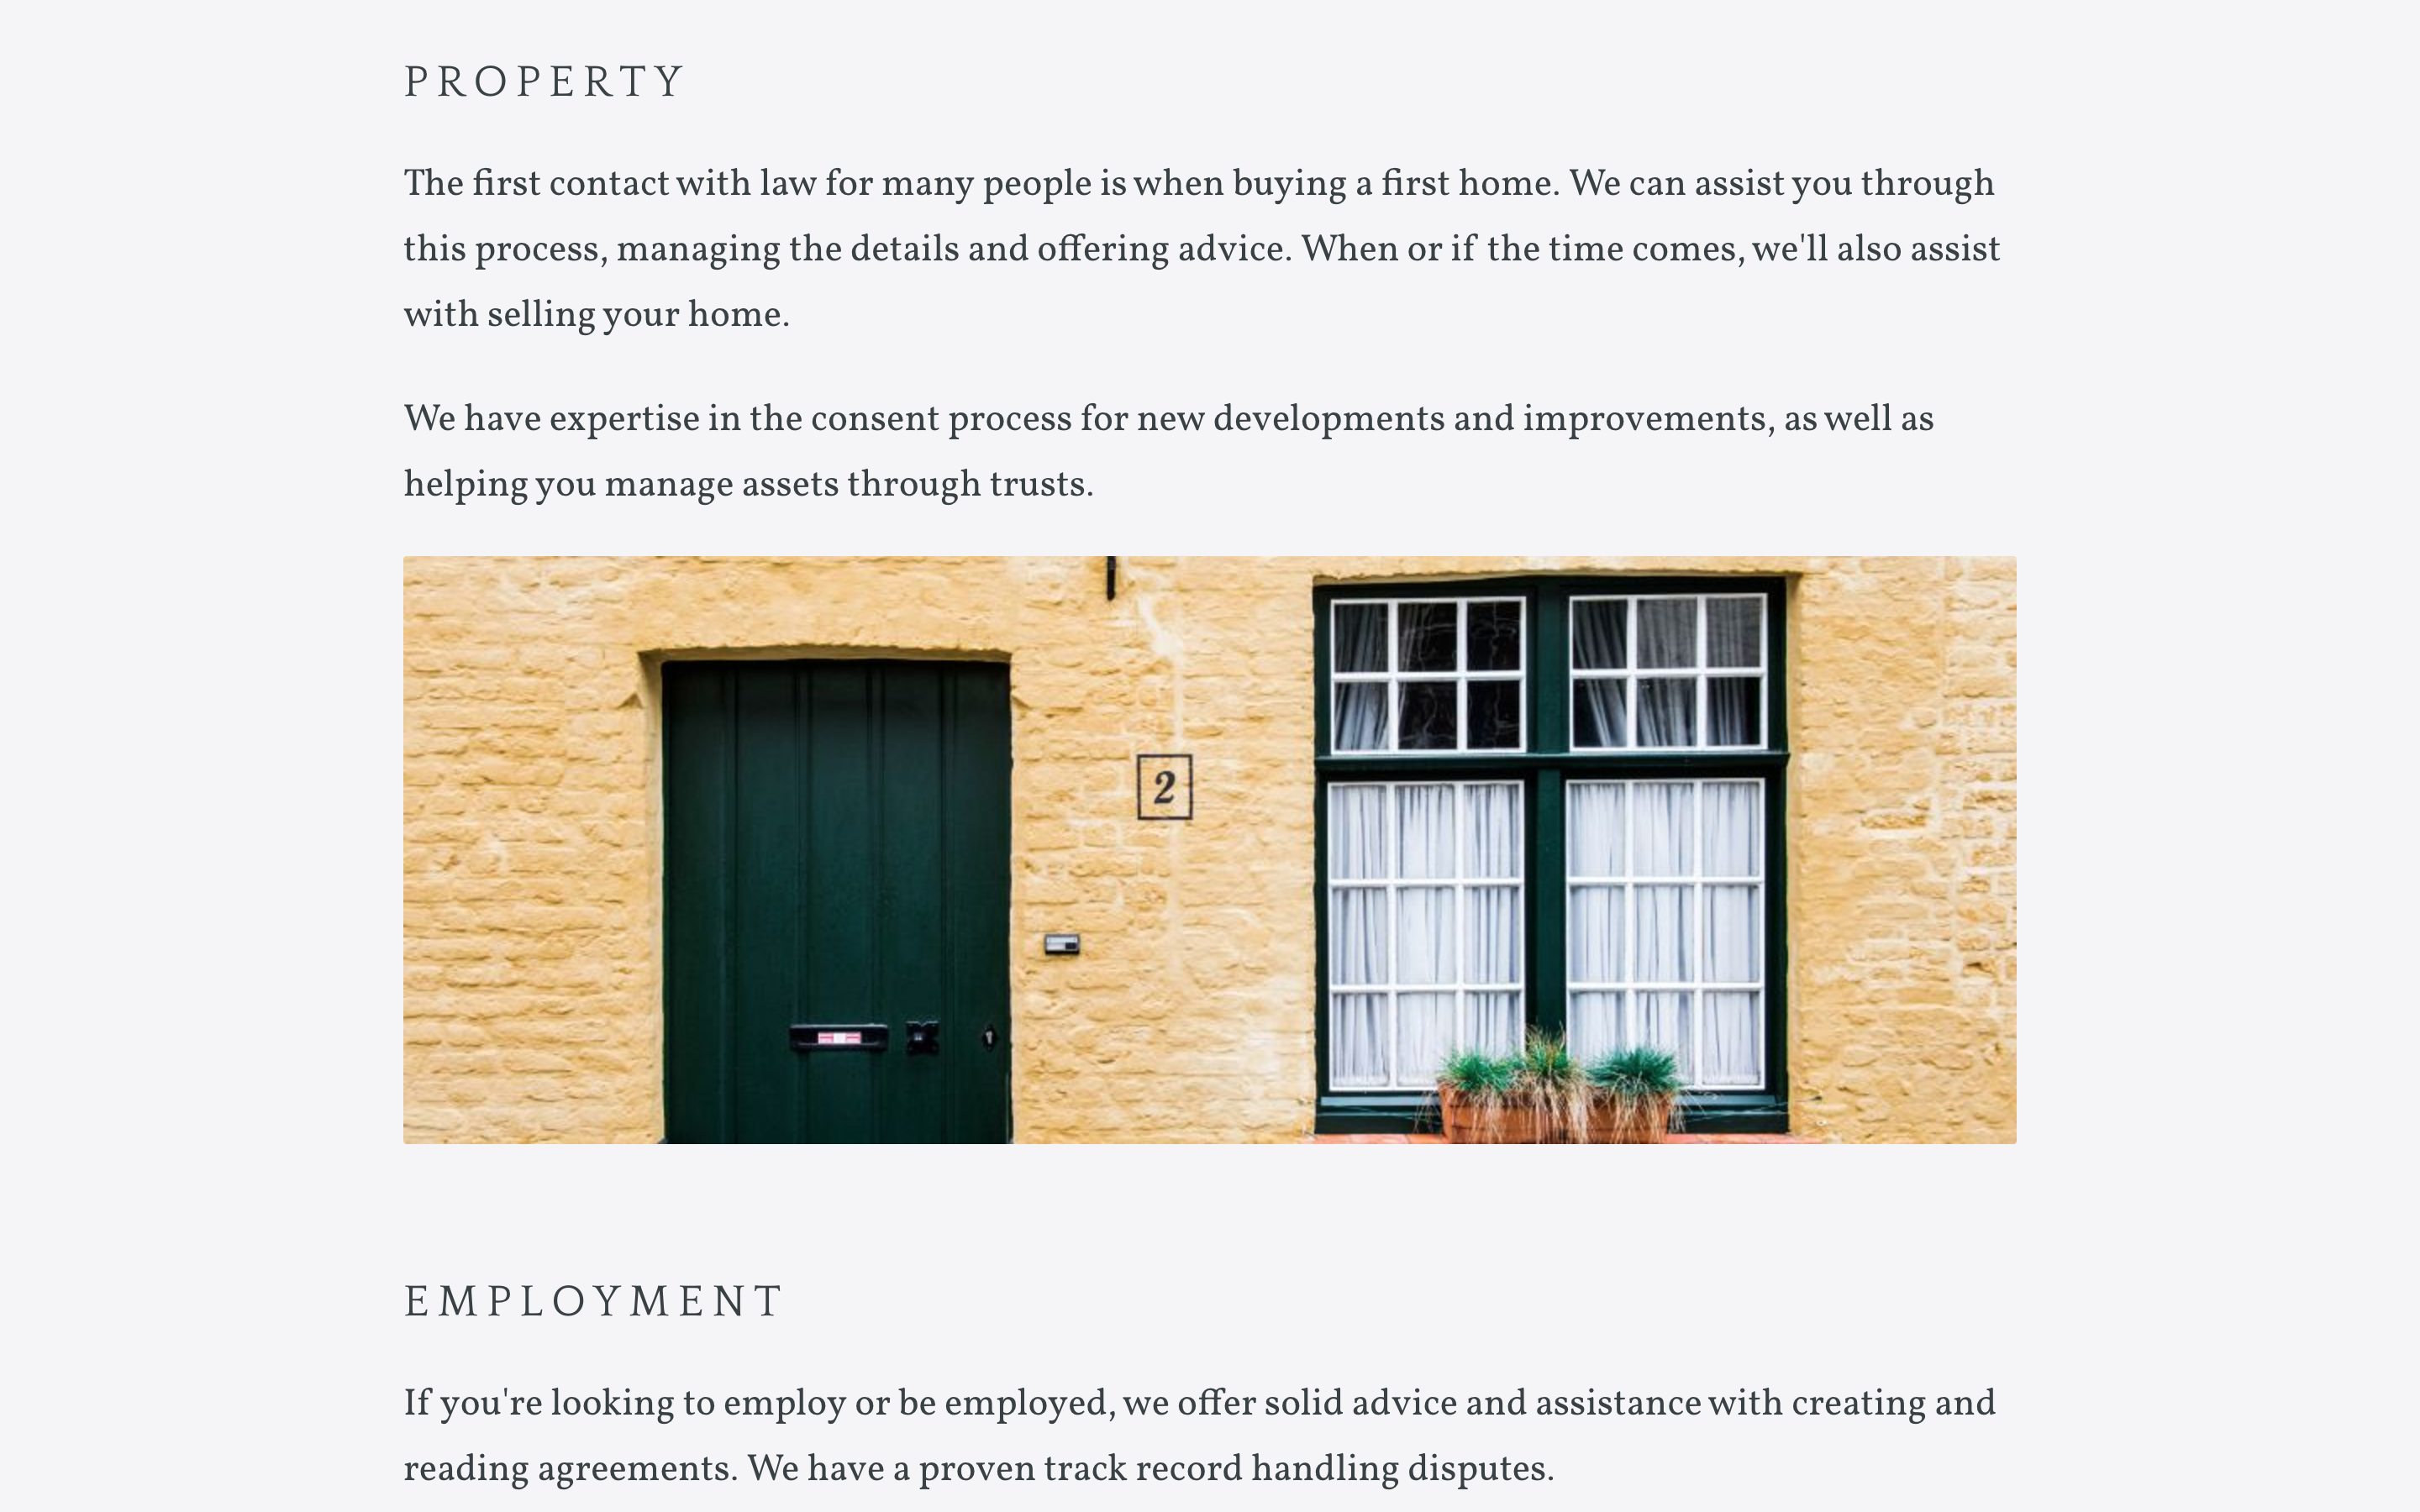 PROPERTY
The first contact with law for many people is when buying a first home. We can assist you through
this process, managing the details and offering advice. When or if the time comes, we'll also assist
with selling your home.
We have expertise in the consent process for new developments and improvements, as well as
helping you manage assets through trusts.
2
EMPLOYMENT
If you're looking to employ or be employed, we offer solid advice and assistance with creating and
reading agreements. We have a proven track record handling disputes.